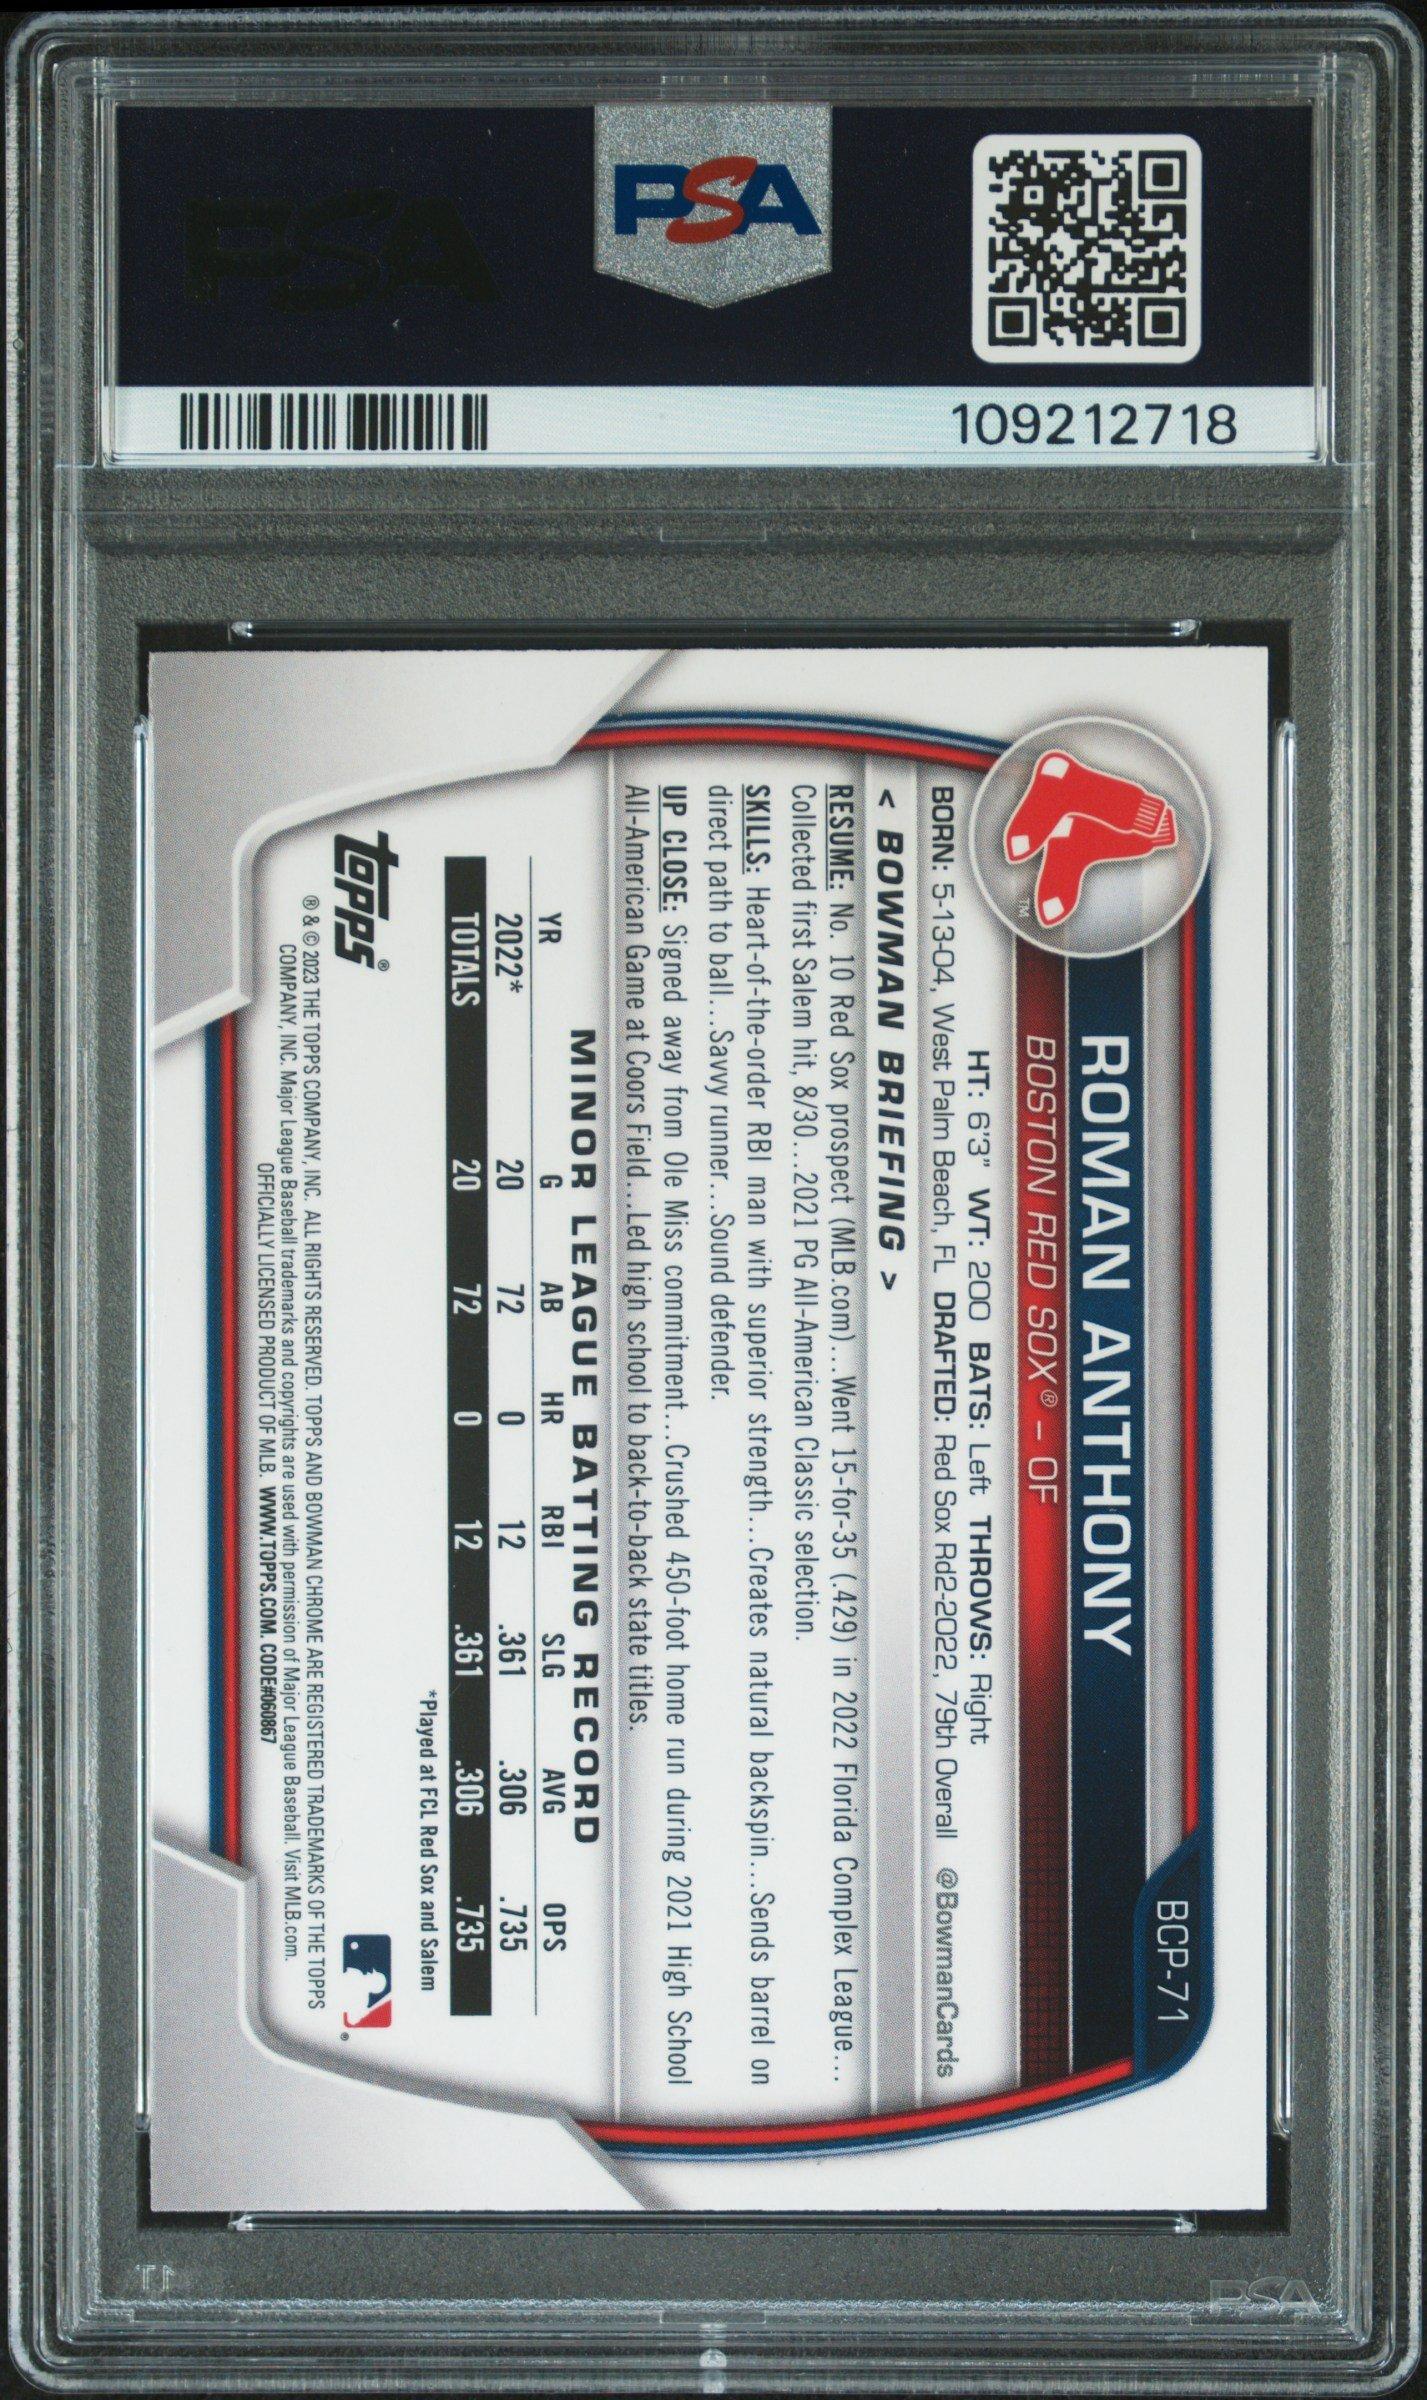 PSA
PSA
109212718
BCP-71
ROMAN ANTHONY
BOSTON RED SOX® – OF
TM
HT: 6'3" WT: 200 BATS: Left THROWS: Right
BORN: 5-13-04, West Palm Beach, FL DRAFTED: Red Sox Rd2-2022, 79th Overall @BowmanCards
< BOWMAN BRIEFING >
RESUME: No. 10 Red Sox prospect (MLB.com)...Went 15-for-35 (.429) in 2022 Florida Complex League...
Collected first Salem hit, 8/30...2021 PG All-American Classic selection.
SKILLS: Heart-of-the-order RBI man with superior strength...Creates natural backspin...Sends barrel on
direct path to ball...Savvy runner...Sound defender.
UP CLOSE: Signed away from Ole Miss commitment...Crushed 450-foot home run during 2021 High School
All-American Game at Coors Field...Led high school to back-to-back state titles.
MINOR LEAGUE BATTING RECORD
YR G AB HR RBI SLG AVG OPS
2022* 20 72 0 12 .361 .306 .735
TOTALS 20 72 0 12 .361 .306 .735
*Played at FCL Red Sox and Salem
topps®
®
® & © 2023 THE TOPPS COMPANY, INC. ALL RIGHTS RESERVED. TOPPS AND BOWMAN CHROME ARE REGISTERED TRADEMARKS OF THE TOPPS
COMPANY, INC. Major League Baseball trademarks and copyrights are used with permission of Major League Baseball. Visit MLB.com.
OFFICIALLY LICENSED PRODUCT OF MLB. WWW.TOPPS.COM. CODE#060867
PSA